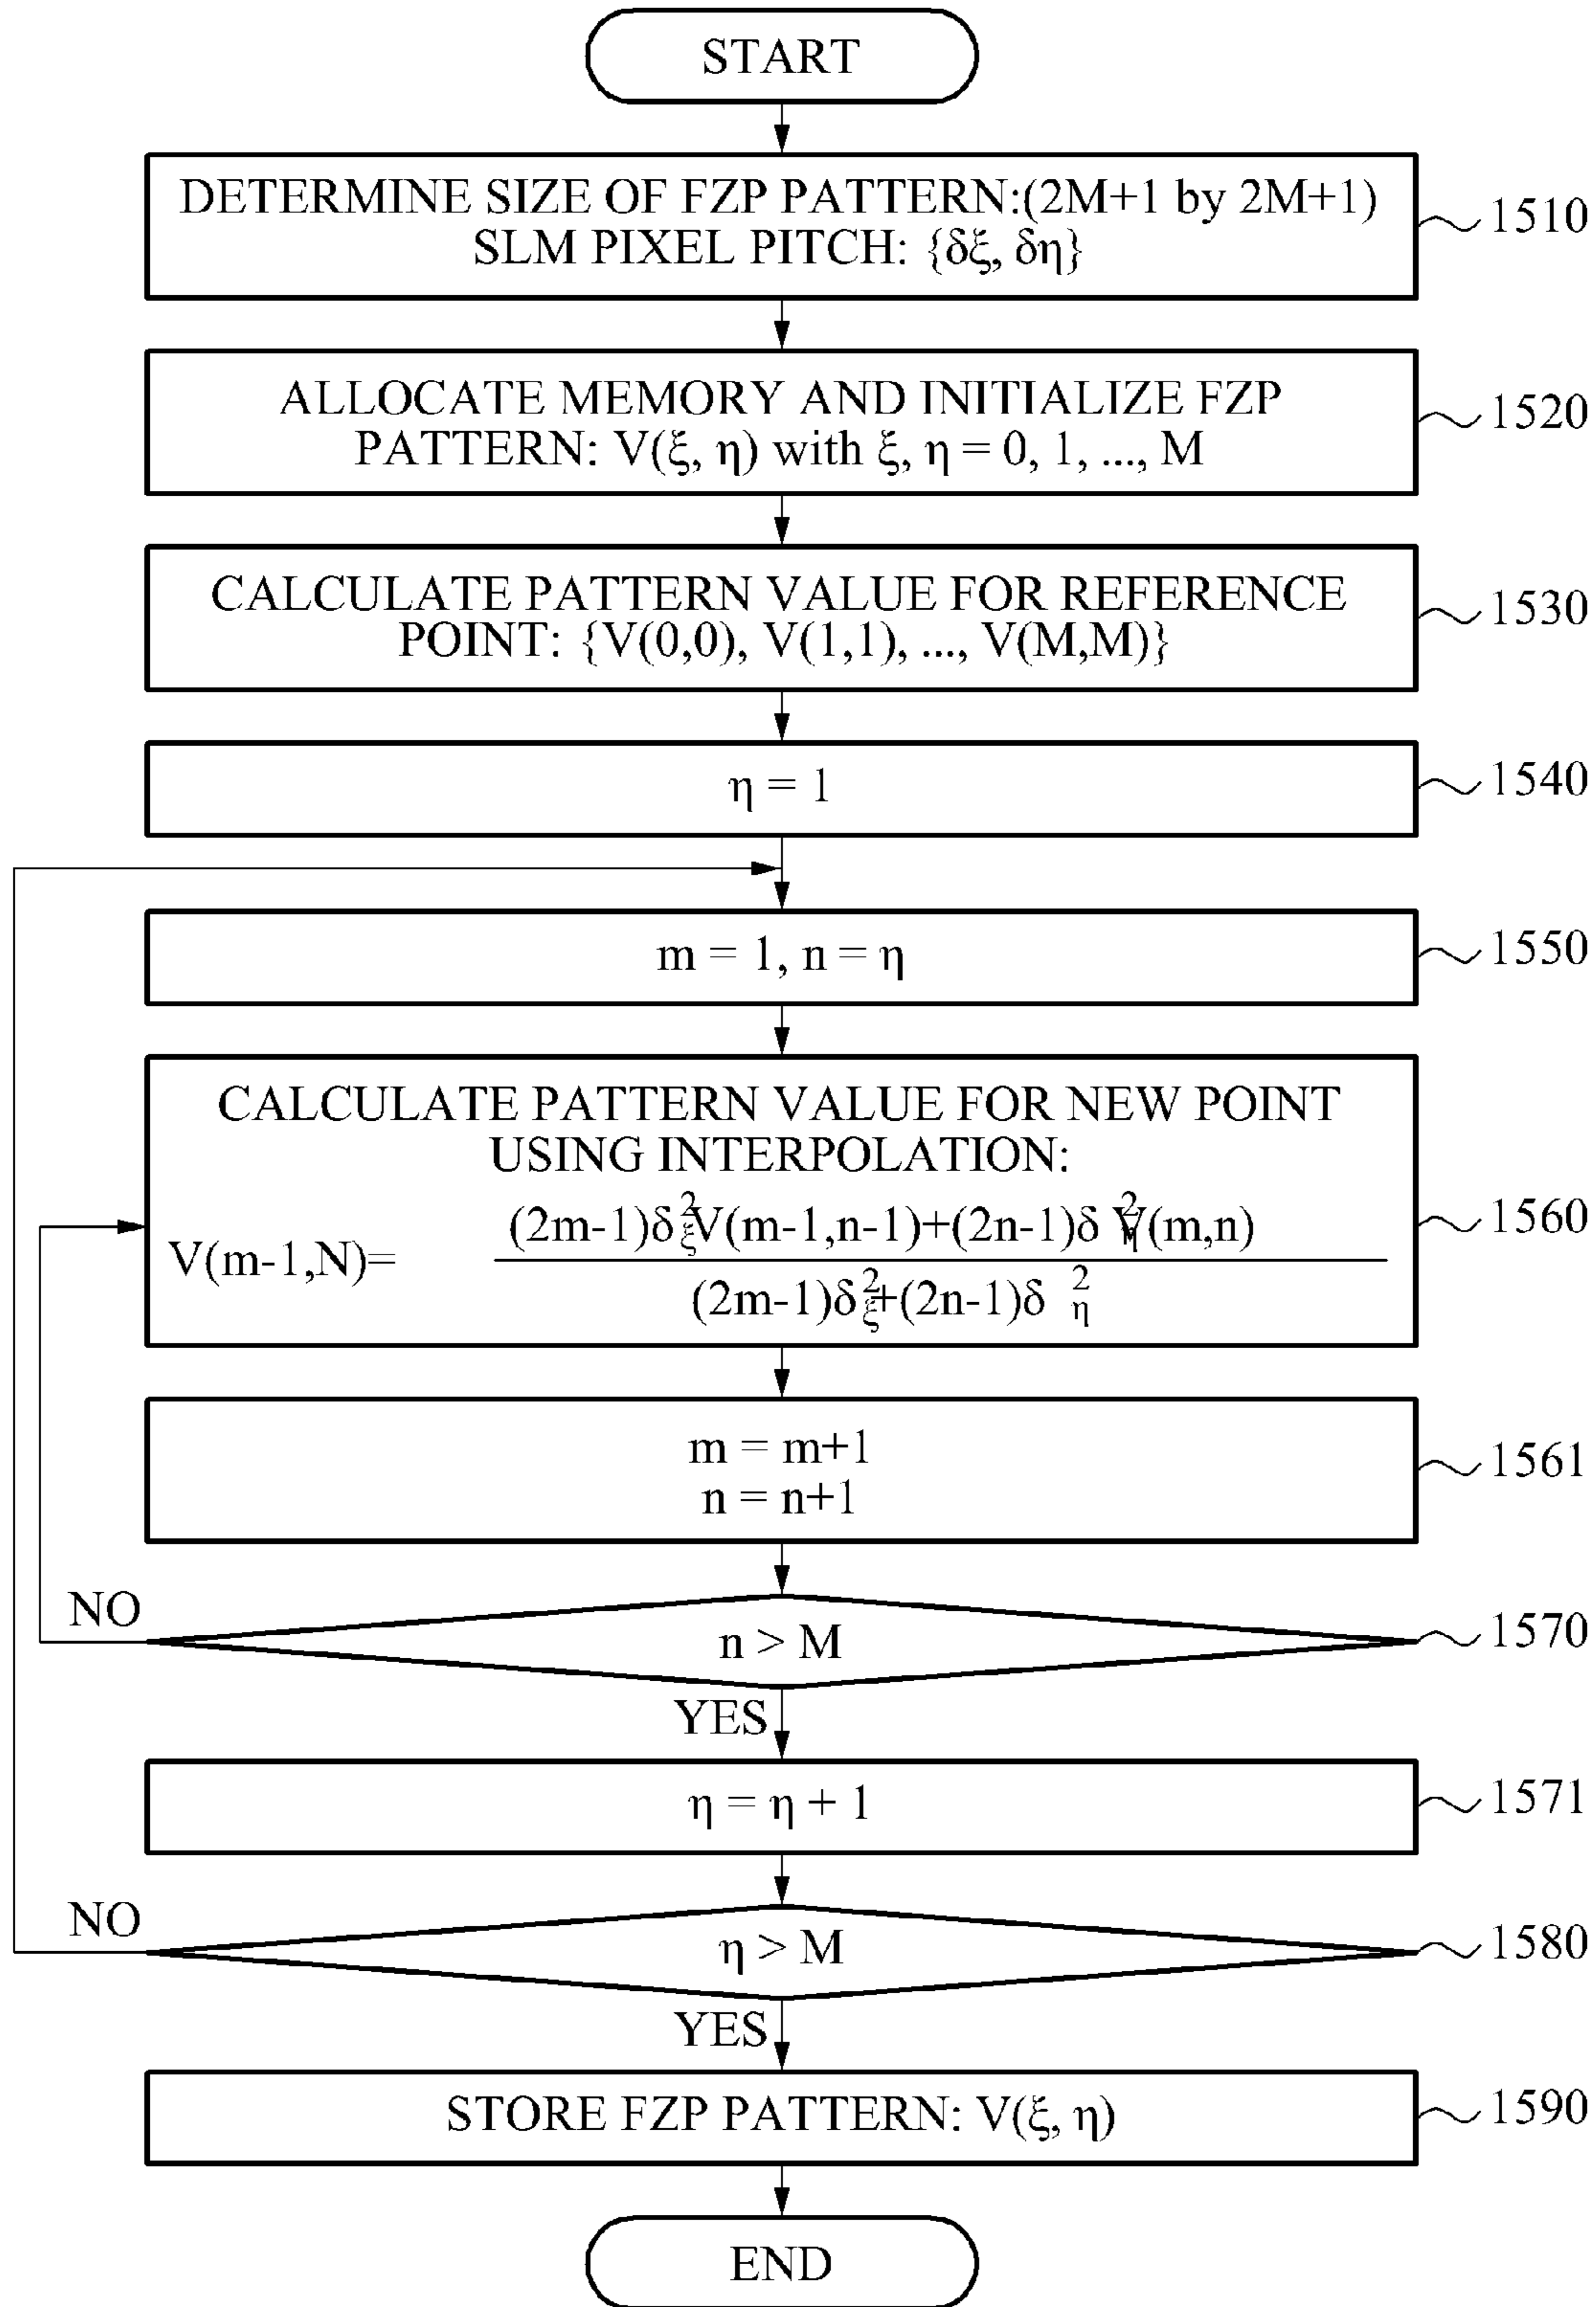 START
DETERMINE SIZE OF FZP PATTERN:(2M+1 by 2M+1)
SLM PIXEL PITCH: {δξ, δη}
1510
ALLOCATE MEMORY AND INITIALIZE FZP
PATTERN: V(ξ, η) with ξ, η = 0, 1, ..., M
1520
CALCULATE PATTERN VALUE FOR REFERENCE
POINT: {V(0,0), V(1,1), ..., V(M,M)}
1530
η = 1
1540
m = 1, n = η
1550
CALCULATE PATTERN VALUE FOR NEW POINT
USING INTERPOLATION:
V(m-1,N)=
(2m-1)δ²ξV(m-1,n-1)+(2n-1)δ²ηV(m,n)
(2m-1)δ²ξ+(2n-1)δ²η
1560
m = m+1
n = n+1
1561
NO
n > M
1570
YES
η = η + 1
1571
NO
η > M
1580
YES
STORE FZP PATTERN: V(ξ, η)
1590
END